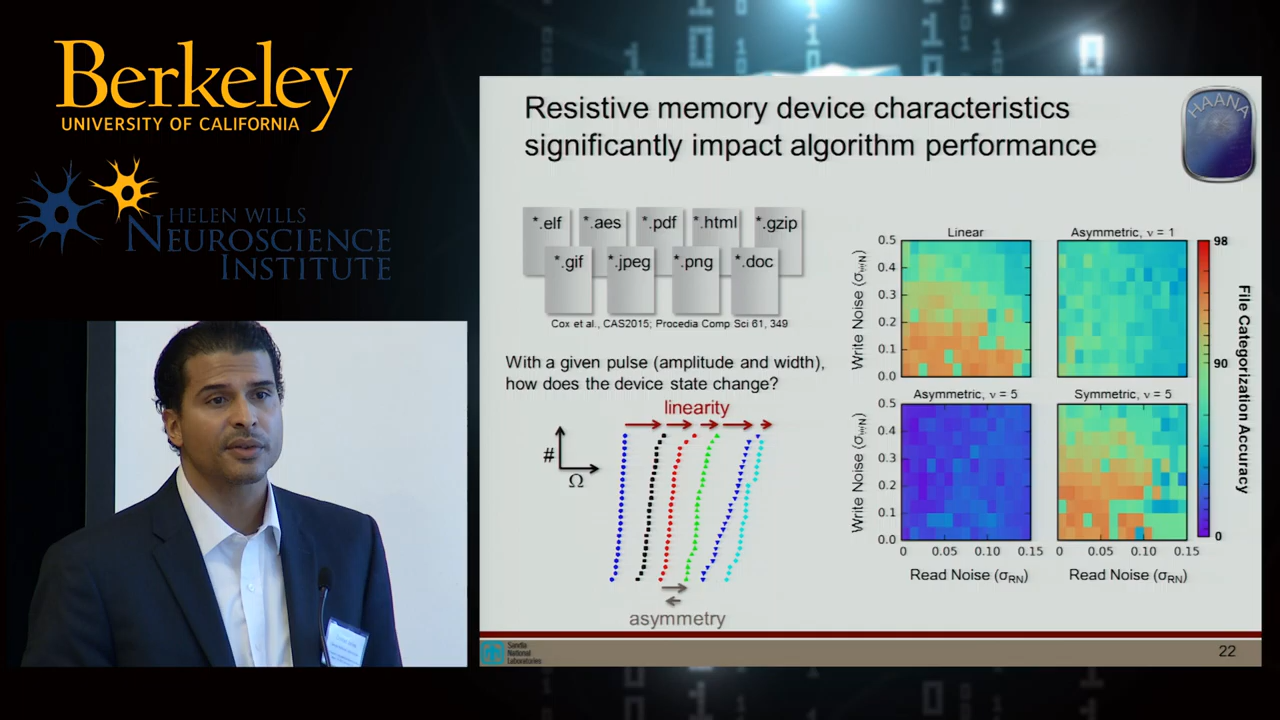 Berkeley
UNIVERSITY OF CALIFORNIA
HELEN WILLS
NEUROSCIENCE
INSTITUTE
Resistive memory device characteristics
significantly impact algorithm performance
HAANA
*.elf *.aes *.pdf *.html *.gzip
*.gif *.jpeg *.png *.doc
Cox et al., CAS2015; Procedia Comp Sci 61, 349
With a given pulse (amplitude and width),
how does the device state change?
linearity
#
Ω
asymmetry
Linear
Asymmetric, ν = 1
Write Noise (σWN)
0.5
0.4
0.3
0.2
0.1
0.0
Asymmetric, ν = 5
Symmetric, ν = 5
Write Noise (σWN)
0.5
0.4
0.3
0.2
0.1
0.0
0 0.05 0.10 0.15
0 0.05 0.10 0.15
Read Noise (σRN)
Read Noise (σRN)
98
90
0
File Categorization Accuracy
Sandia
National
Laboratories
22